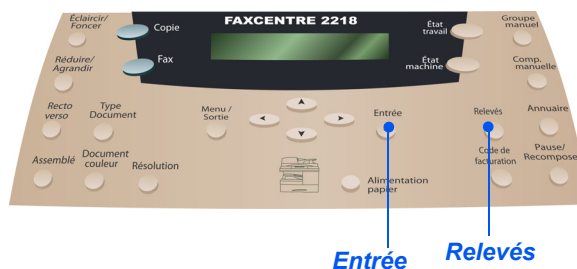 FAXCENTRE 2218
Éclaircir/
Foncer
Copie
État
travail
Groupe
manuel
Réduire/
Agrandir
Fax
État
machine
Comp.
manuelle
Recto
verso
Type
Document
Menu /
Sortie
Entrée
Relevés
Annuaire
Assemblé
Document
couleur
Résolution
Alimentation
papier
Code de
facturation
Pause/
Recompose
Entrée
Relevés